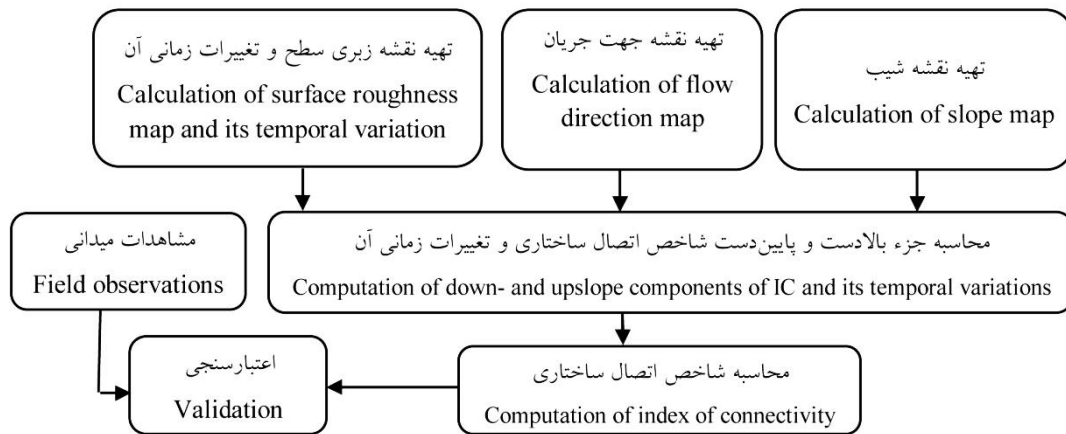 تهیه نقشه زبری سطح و تغییرات زمانی آن
Calculation of surface roughness
map and its temporal variation
تهیه نقشه جهت جریان
Calculation of flow
direction map
تهیه نقشه شیب
Calculation of slope map
مشاهدات میدانی
Field observations
محاسبه جزء بالادست و پایین‌دست شاخص اتصال ساختاری و تغییرات زمانی آن
Computation of down- and upslope components of IC and its temporal variations
اعتبارسنجی
Validation
محاسبه شاخص اتصال ساختاری
Computation of index of connectivity